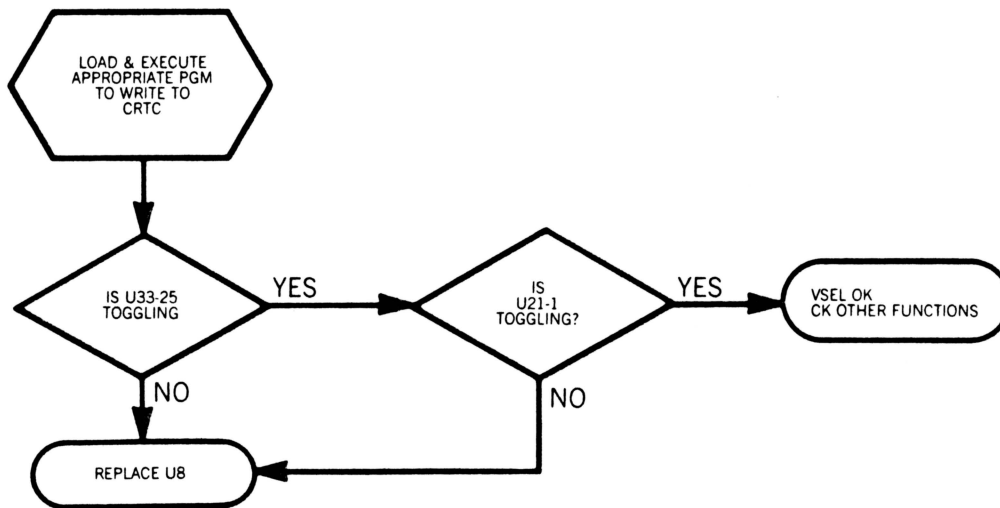 LOAD & EXECUTE
APPROPRIATE PGM
TO WRITE TO
CRTC
IS U33-25
TOGGLING
YES
IS
U21-1
TOGGLING?
YES
VSEL OK
CK OTHER FUNCTIONS
NO
NO
REPLACE U8